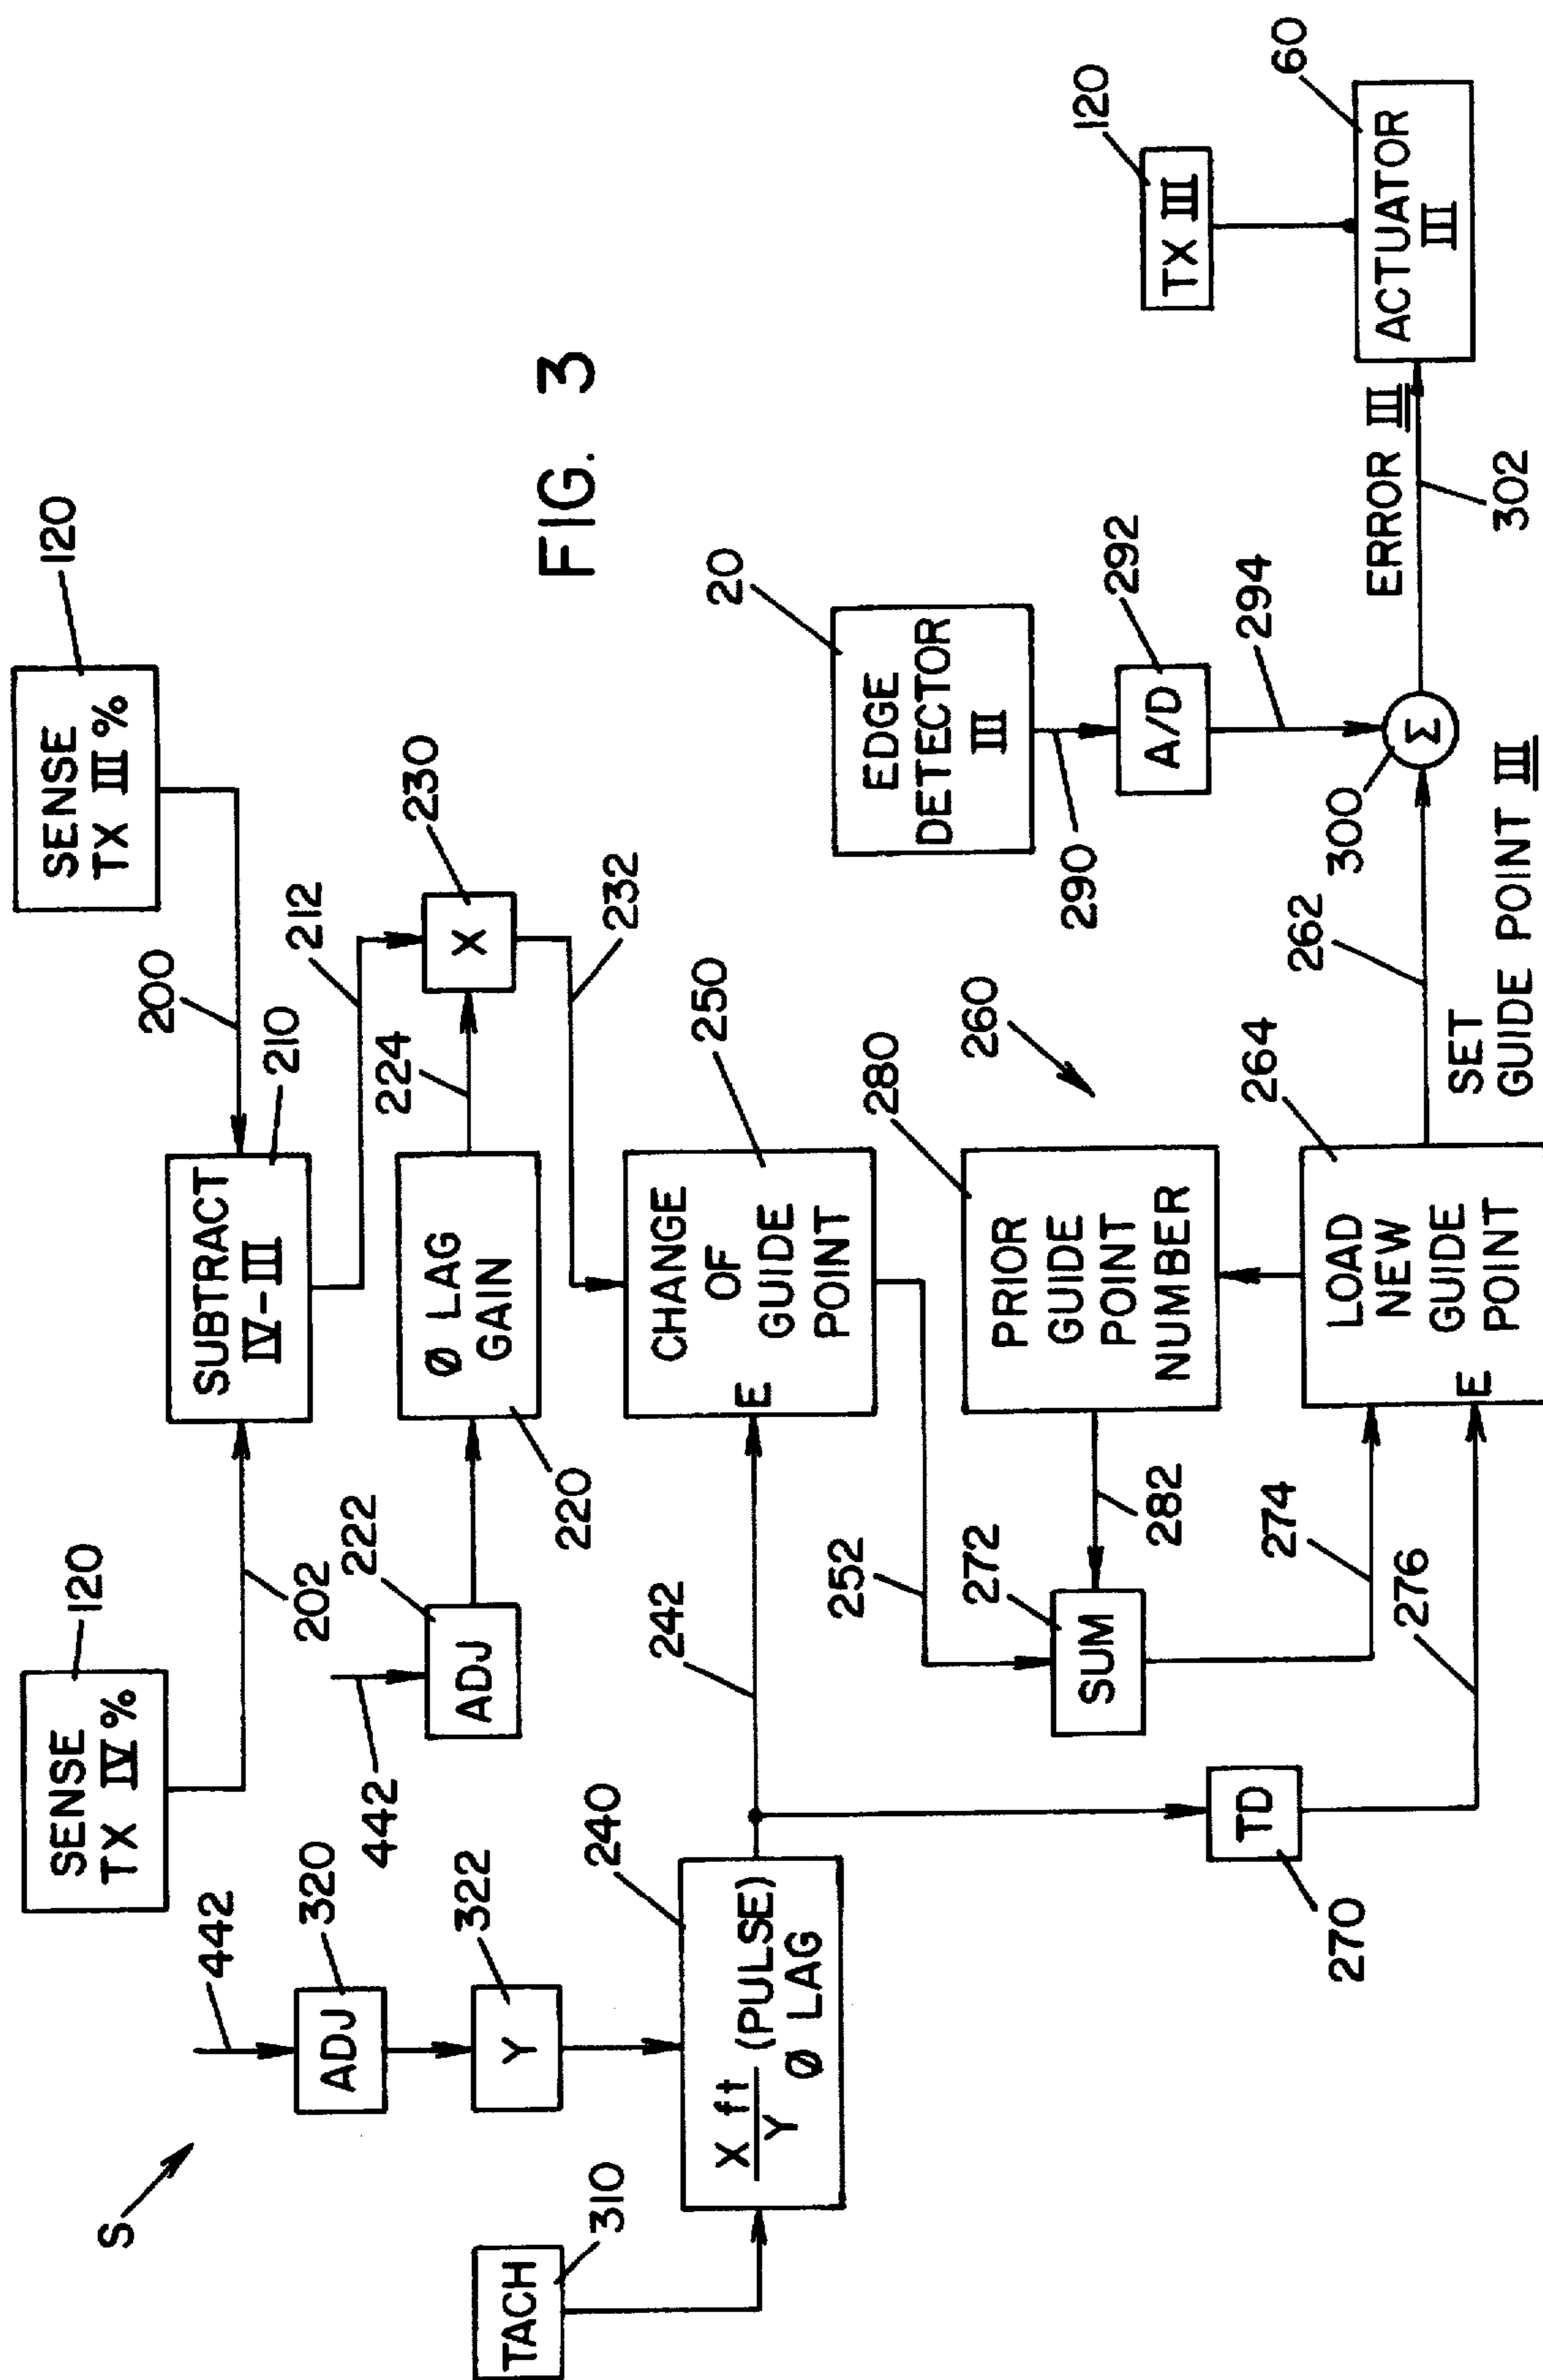 S
442
ADJ
320
Y
322
TACH
310
X ft
Y
(PULSE)
Ø LAG
240
242
TD
270
276
SENSE
TX IV %
120
202
SENSE
TX III %
120
200
SUBTRACT
IV-III
210
212
442
ADJ
222
Ø LAG
GAIN
220
224
X
230
232
CHANGE
OF
GUIDE
POINT
E
250
252
SUM
272
274
PRIOR
GUIDE
POINT
NUMBER
280
282
260
LOAD
NEW
GUIDE
POINT
E
264
262
SET
GUIDE POINT III
EDGE
DETECTOR
III
20
290
A/D
292
294
Σ
300
ERROR III
302
TX III
120
ACTUATOR
III
60
FIG. 3